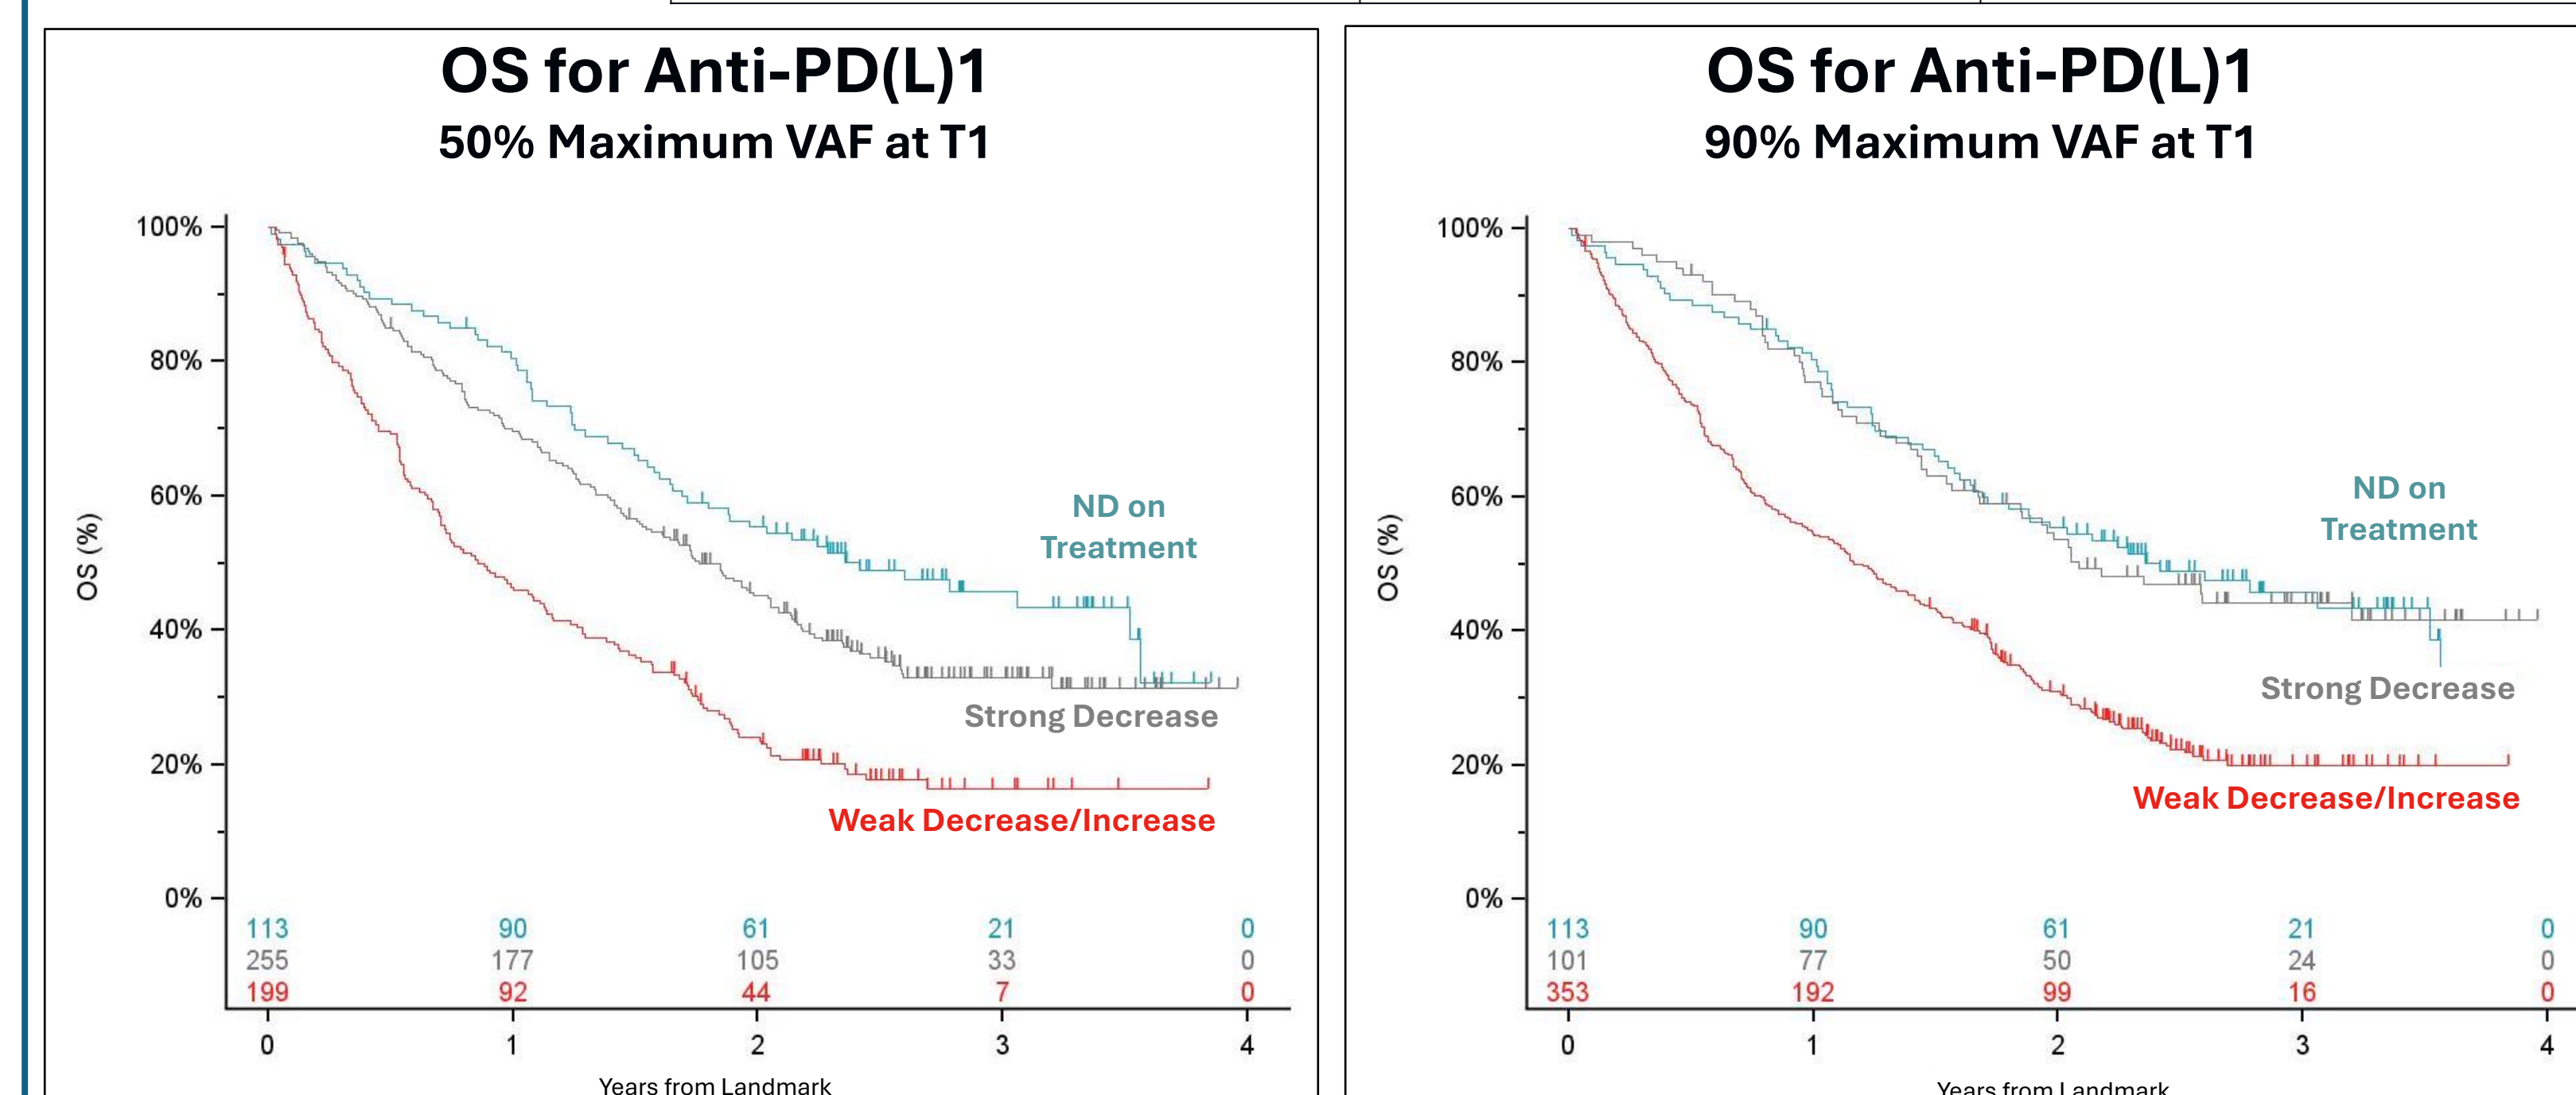 OS for Anti-PD(L)1
50% Maximum VAF at T1
100%
80%
60%
40%
20%
0%
OS (%)
ND on
Treatment
Strong Decrease
Weak Decrease/Increase
113 90 61 21 0
255 177 105 33 0
199 92 44 7 0
0 1 2 3 4
Years from Landmark
OS for Anti-PD(L)1
90% Maximum VAF at T1
100%
80%
60%
40%
20%
0%
OS (%)
ND on
Treatment
Strong Decrease
Weak Decrease/Increase
113 90 61 21 0
101 77 50 24 0
353 192 99 16 0
0 1 2 3 4
Years from Landmark